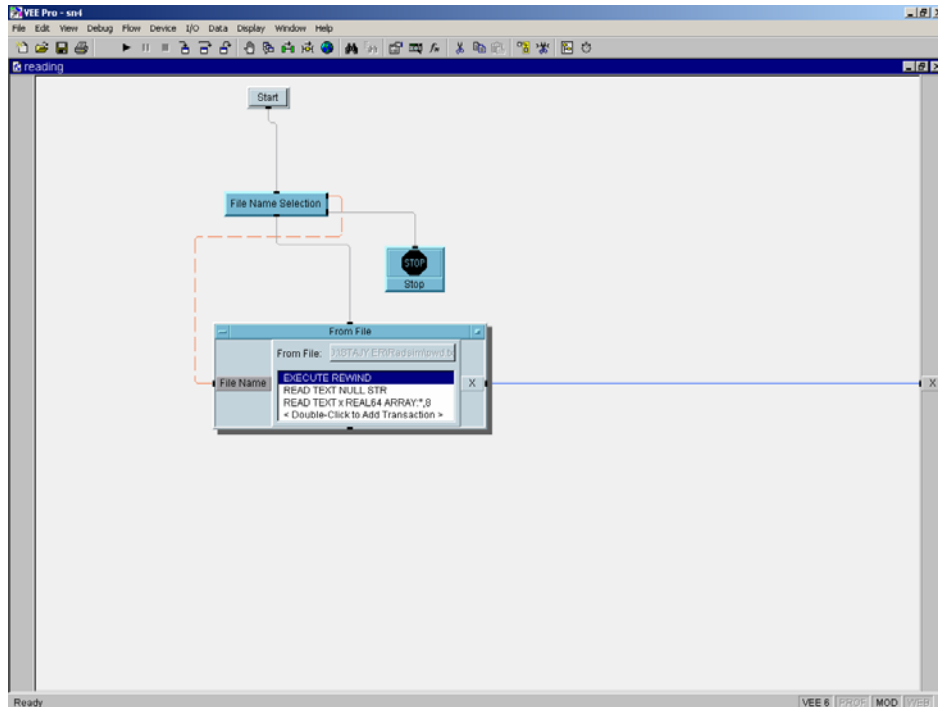 VEE Pro - sn4
File Edit View Debug Flow Device I/O Data Display Window Help
reading
Start
File Name Selection
STOP
Stop
From File
From File:
File Name
EXECUTE REWIND
READ TEXT NULL STR
READ TEXT x REAL64 ARRAY:*,8
< Double-Click to Add Transaction >
X
X
Ready
VEE 6 PROF MOD WEB